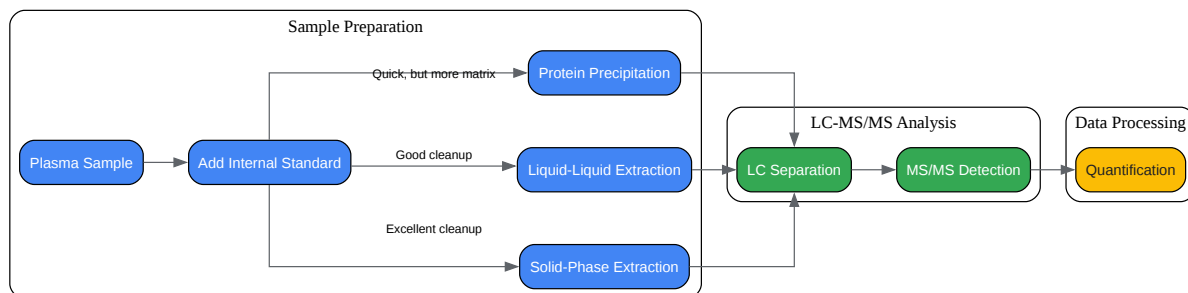 Sample Preparation
Quick, but more matrix
Protein Precipitation
LC-MS/MS Analysis
Data Processing
Plasma Sample
Add Internal Standard
Good cleanup
Liquid-Liquid Extraction
LC Separation
MS/MS Detection
Quantification
Excellent cleanup
Solid-Phase Extraction